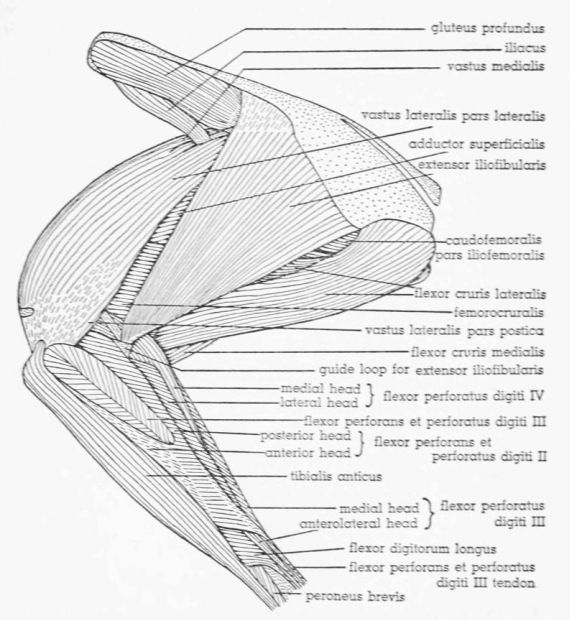 gluteus profundus
iliacus
vastus medialis
vastus lateralis pars lateralis
adductor superficialis
extensor iliofibularis
caudofemoralis
pars iliofemoralis
flexor cruris lateralis
femorocruralis
vastus lateralis pars postica
flexor cruris medialis
guide loop for extensor iliofibularis
medial head } flexor perforatus digiti IV
lateral head
flexor perforans et perforatus digiti III
posterior head } flexor perforans et
anterior head perforatus digiti II
tibialis anticus
medial head } flexor perforatus
anterolateral head digiti III
flexor digitorum longus
flexor perforans et perforatus
digiti III tendon
peroneus brevis